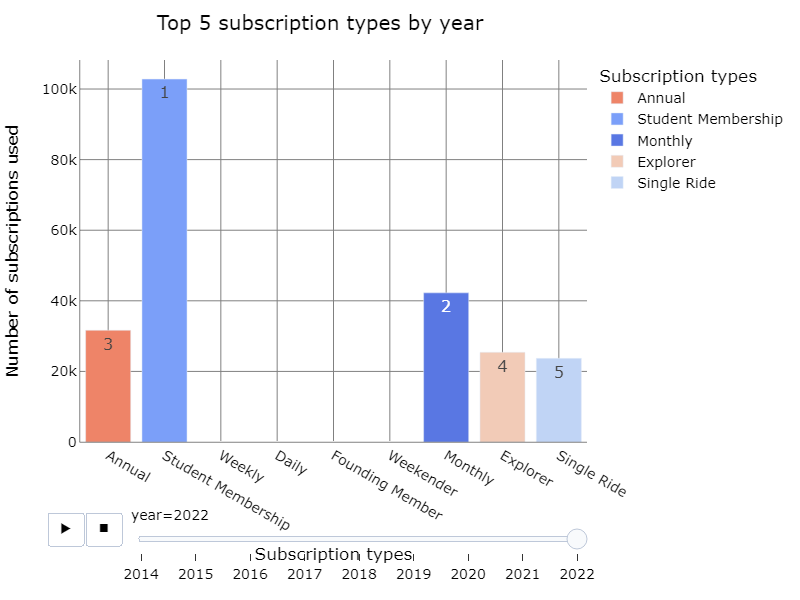 Top 5 subscription types by year
Number of subscriptions used
100k
80k
60k
40k
20k
0
1
2
3
4
5
Annual
Student Membership
Weekly
Daily
Founding Member
Weekender
Monthly
Explorer
Single Ride
Subscription types
Annual
Student Membership
Monthly
Explorer
Single Ride
year=2022
Subscription types
2014 2015 2016 2017 2018 2019 2020 2021 2022